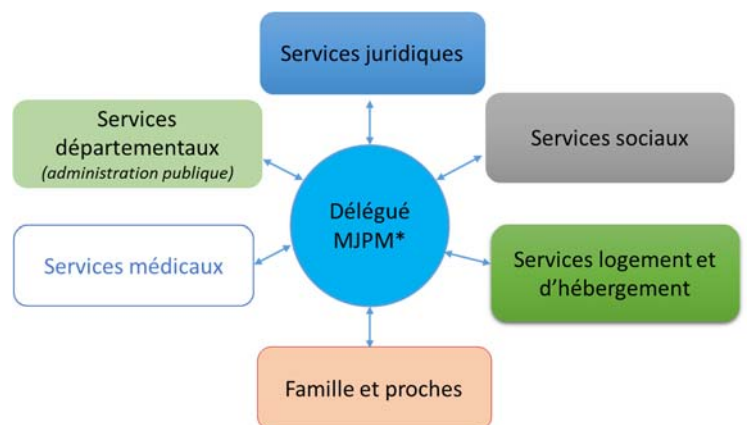 Services juridiques
Services
départementaux
(administration publique)
Services sociaux
Délégué
MJPM*
Services médicaux
Services logement et
d'hébergement
Famille et proches